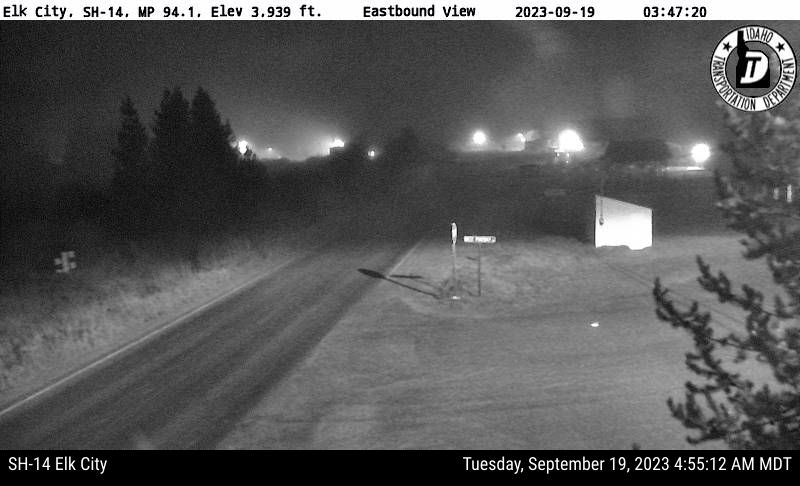 Elk City, SH-14, MP 94.1, Elev 3,939 ft. Eastbound View 2023-09-19 03:47:20
IDAHO
TRANSPORTATION DEPARTMENT
SH-14 Elk City
Tuesday, September 19, 2023 4:55:12 AM MDT